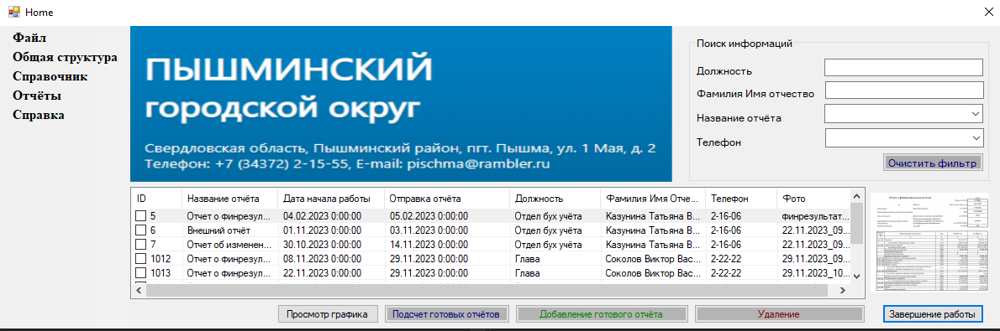 Home
Файл
Общая структура
Справочник
Отчёты
Справка
ПЫШМИНСКИЙ
городской округ
Свердловская область, Пышминский район, пгт. Пышма, ул. 1 Мая, д. 2
Телефон: +7 (34372) 2-15-55, E-mail: pischma@rambler.ru
Поиск информаций
Должность
Фамилия Имя отчество
Название отчёта
Телефон
Очистить фильтр
ID Название отчёта Дата начала работы Отправка отчёта Должность Фамилия Имя Отче... Телефон Фото
5 Отчет о финрезул... 04.02.2023 0:00:00 05.02.2023 0:00:00 Отдел бух учёта Казунина Татьяна В... 2-16-06 финрезультат...
6 Внешний отчёт 01.11.2023 0:00:00 03.11.2023 0:00:00 Отдел бух учёта Казунина Татьяна В... 2-16-06 22.11.2023_09...
7 Отчет об изменен... 30.10.2023 0:00:00 14.11.2023 0:00:00 Отдел бух учёта Казунина Татьяна В... 2-16-06 22.11.2023_09...
1012 Отчет о финрезул... 08.11.2023 0:00:00 29.11.2023 0:00:00 Глава Соколов Виктор Вас... 2-22-22 29.11.2023_09...
1013 Отчет о финрезул... 22.11.2023 0:00:00 29.11.2023 0:00:00 Глава Соколов Виктор Вас... 2-22-22 29.11.2023_10...
Просмотр графика
Подсчет готовых отчётов
Добавление готового отчёта
Удаление
Завершение работы